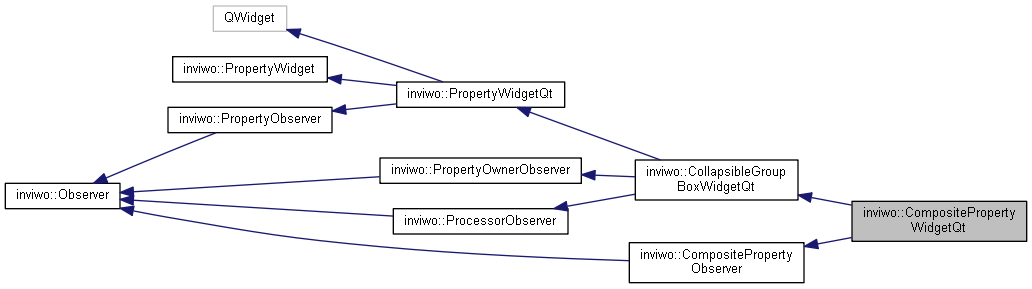 QWidget
inviwo::PropertyWidget
inviwo::PropertyWidgetQt
inviwo::PropertyObserver
inviwo::PropertyOwnerObserver
inviwo::CollapsibleGroup
BoxWidgetQt
inviwo::Observer
inviwo::ProcessorObserver
inviwo::CompositeProperty
WidgetQt
inviwo::CompositeProperty
Observer